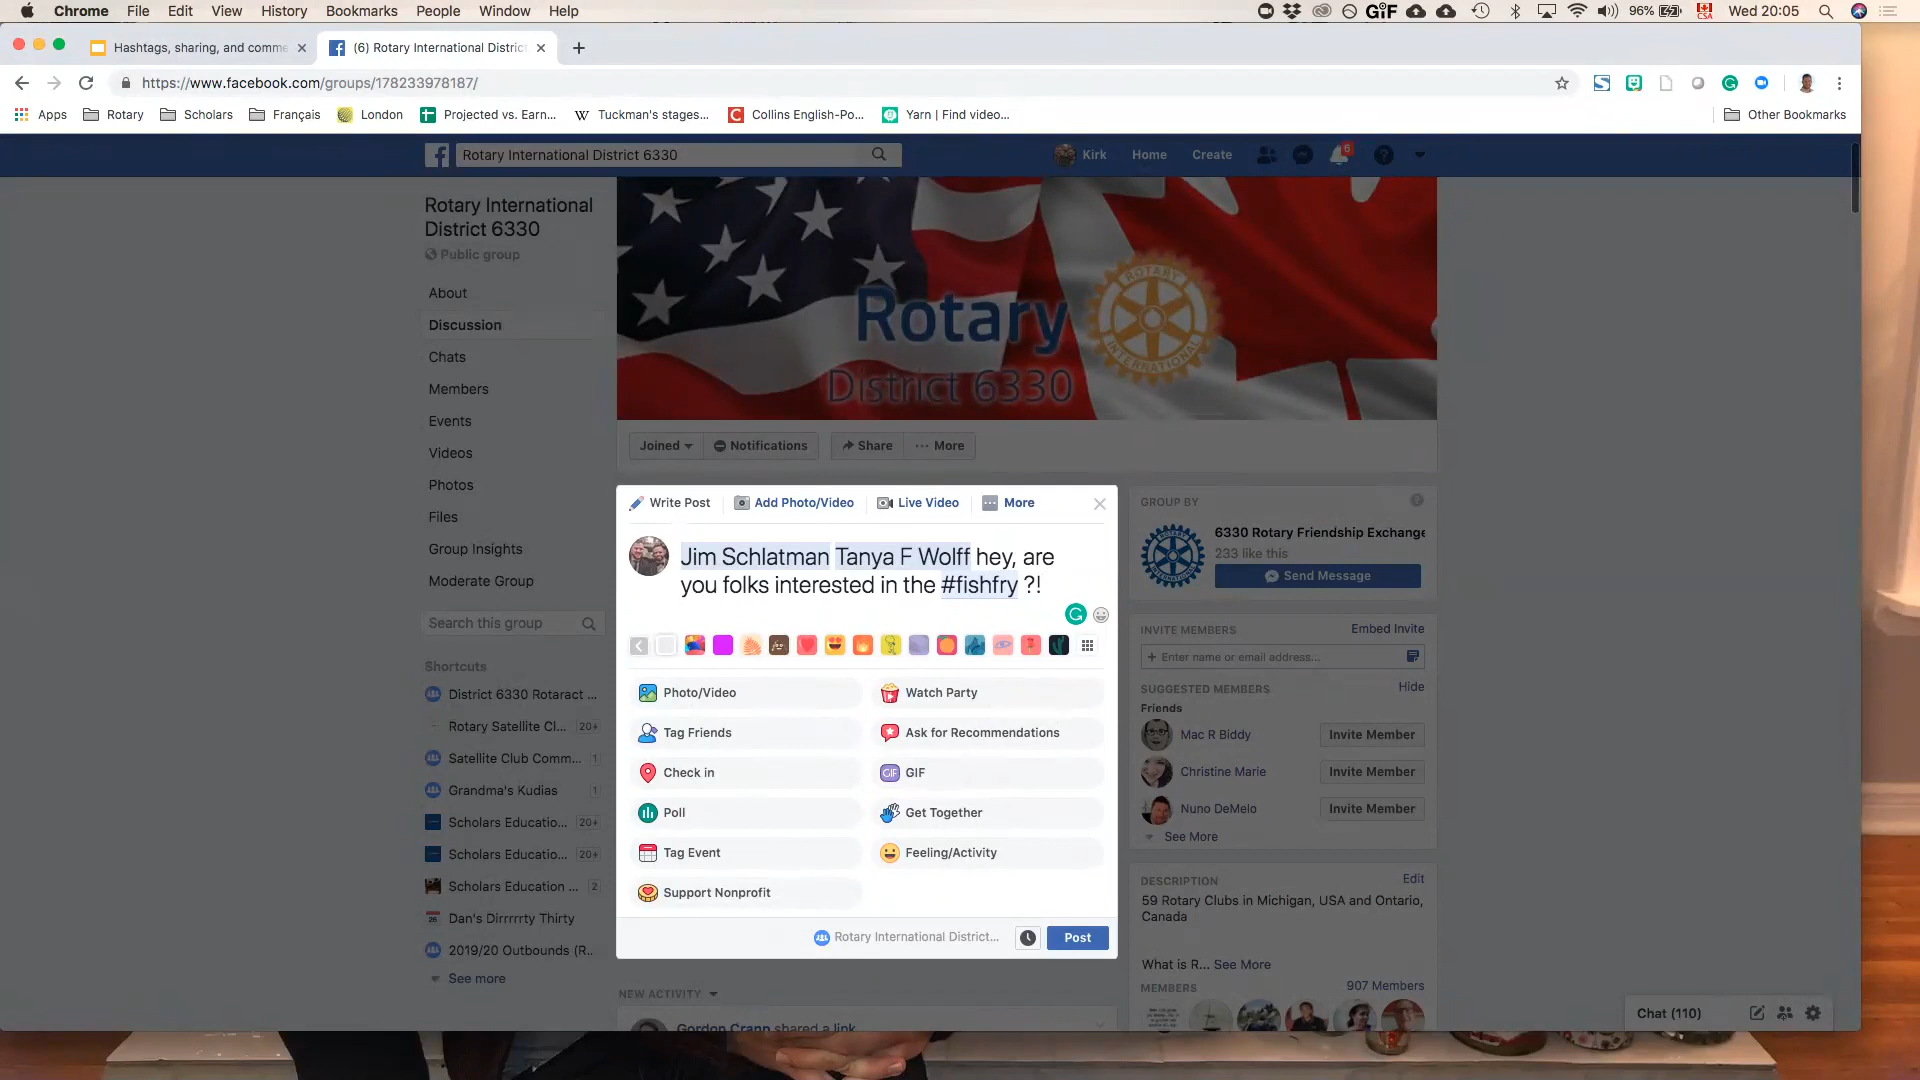 Chrome File Edit View History Bookmarks People Window Help
GIF 96% CSA Wed 20:05
Hashtags, sharing, and comme
(6) Rotary International Distric
https://www.facebook.com/groups/178233978187/
Apps Rotary Scholars Français London Projected vs. Earn... W Tuckman's stages... C Collins English-Po... Yarn | Find video... Other Bookmarks
Rotary International District 6330
Kirk Home Create 6
Rotary International
District 6330
Public group
About
Discussion
Chats
Members
Events
Videos
Photos
Files
Group Insights
Moderate Group
Search this group
Shortcuts
District 6330 Rotaract ...
Rotary Satellite Cl... 20+
Satellite Club Comm... 1
Grandma's Kudias 1
Scholars Educatio... 20+
Scholars Educatio... 20+
Scholars Education ... 2
26 Dan's Dirrrrrty Thirty
2019/20 Outbounds (R..
See more
Rotary
District 6330
ROTARY
INTERNATIONAL
Joined Notifications Share More
Write Post Add Photo/Video Live Video More
Jim Schlatman Tanya F Wolff hey, are
you folks interested in the #fishfry ?!
Photo/Video Watch Party
Tag Friends Ask for Recommendations
Check in GIF GIF
Poll Get Together
Tag Event Feeling/Activity
Support Nonprofit
Rotary International District... Post
NEW ACTIVITY
Gordon Crann shared a link
GROUP BY
6330 Rotary Friendship Exchange
233 like this
Send Message
INVITE MEMBERS Embed Invite
+ Enter name or email address...
SUGGESTED MEMBERS Hide
Friends
Mac R Biddy Invite Member
Christine Marie Invite Member
Nuno DeMelo Invite Member
See More
DESCRIPTION Edit
59 Rotary Clubs in Michigan, USA and Ontario,
Canada
What is R... See More
MEMBERS 907 Members
Chat (110)